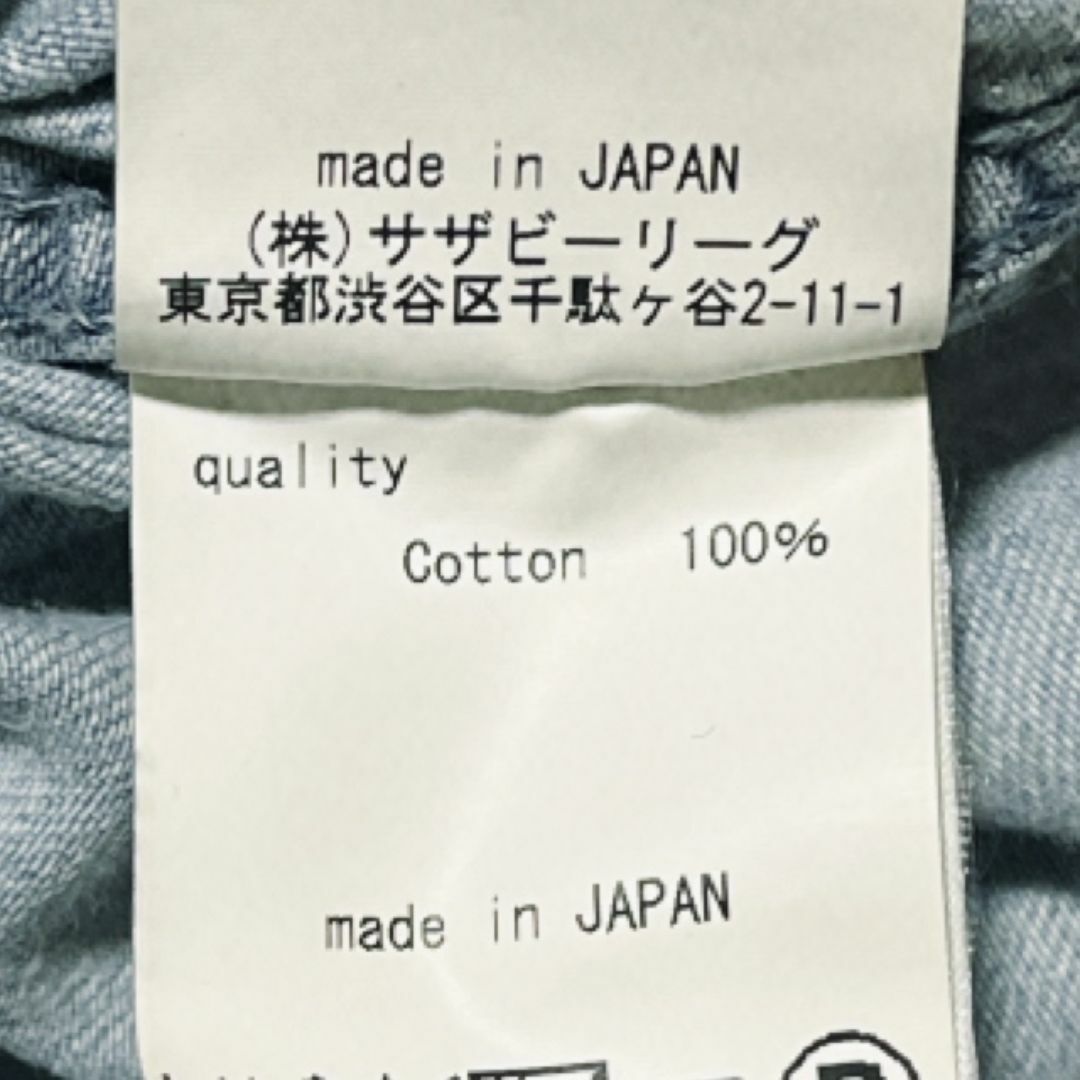 made in JAPAN
(株)サザビーリーグ
東京都渋谷区千駄ヶ谷2-11-1
quality
Cotton 100%
made in JAPAN